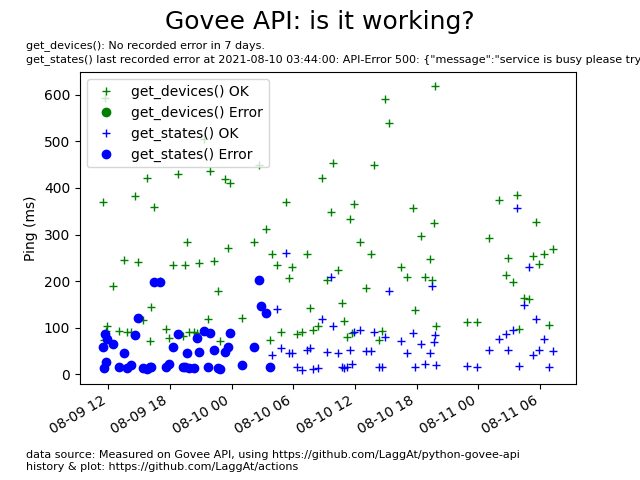 Govee API: is it working?
get_devices(): No recorded error in 7 days.
get_states() last recorded error at 2021-08-10 03:44:00: API-Error 500: {"message":"service is busy please try
get_devices() OK
get_devices() Error
get_states() OK
get_states() Error
Ping (ms)
600
500
400
300
200
100
0
08-09 12
08-09 18
08-10 00
08-10 06
08-10 12
08-10 18
08-11 00
08-11 06
data source: Measured on Govee API, using https://github.com/LaggAt/python-govee-api
history & plot: https://github.com/LaggAt/actions